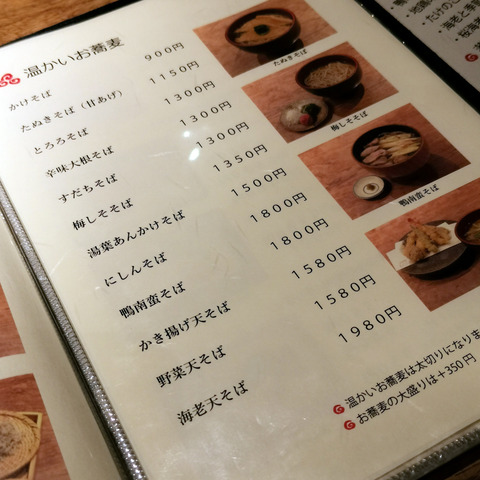 温かいお蕎麦
かけそば 900円
たぬきそば（甘あげ） 1150円
とろろそば 1300円
辛味大根そば 1300円
すだちそば 1300円
梅しそそば 1350円
湯葉あんかけそば 1500円
にしんそば 1800円
鴨南蛮そば 1800円
かき揚げ天そば 1580円
野菜天そば 1580円
海老天そば 1980円
たぬきそば
梅しそそば
鴨南蛮そば
温かいお蕎麦は太切りになりま
お蕎麦の大盛りは＋350円